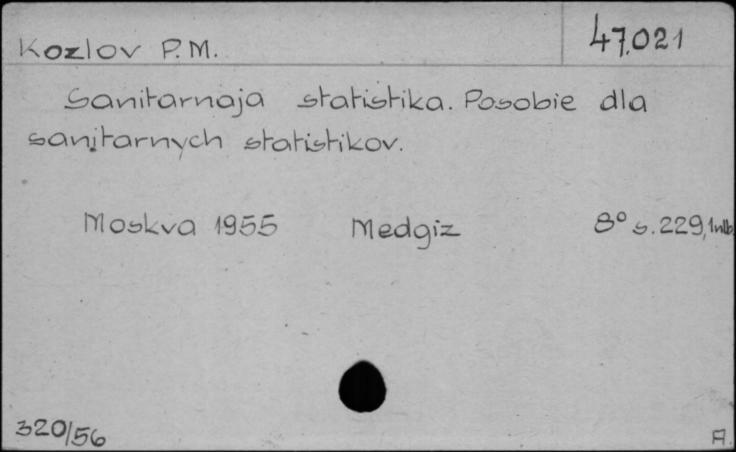 Kozlov P.M.
47.021
Sanitarnaja statistika. Posobie dla
sanitarnych statistikov.
Moskva 1955 Medgiz 8° s. 229,
320/56
A.